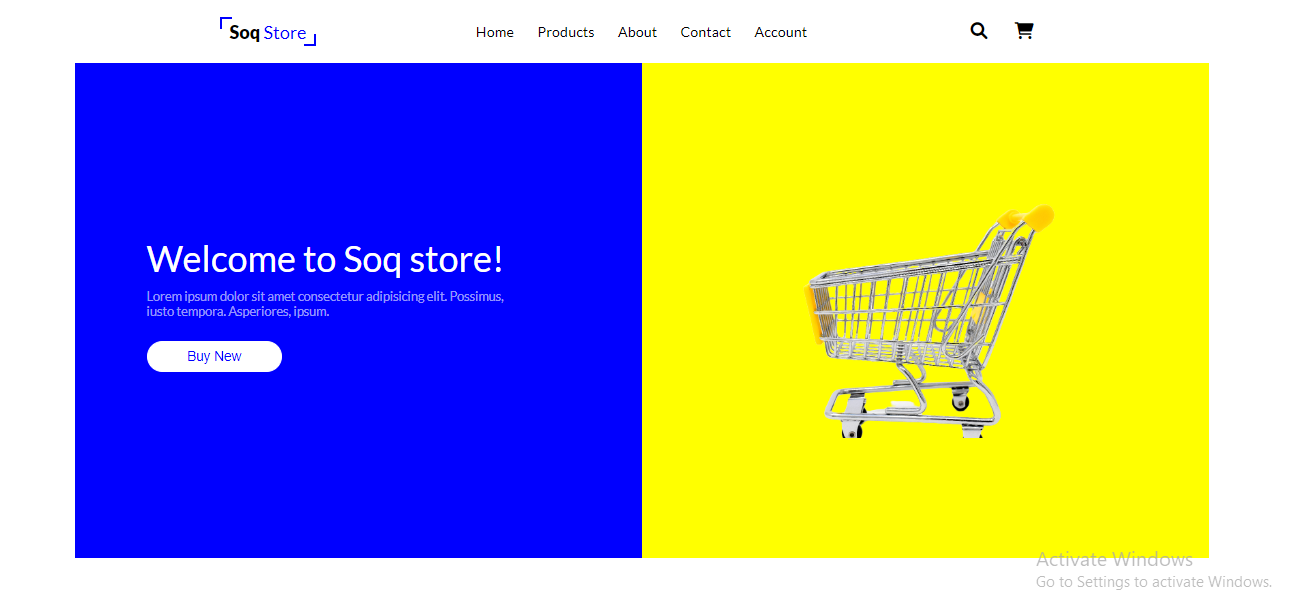 Soq Store
Home Products About Contact Account
Welcome to Soq store!
Lorem ipsum dolor sit amet consectetur adipisicing elit. Possimus,
iusto tempora. Asperiores, ipsum.
Buy New
Activate Windows
Go to Settings to activate Windows.